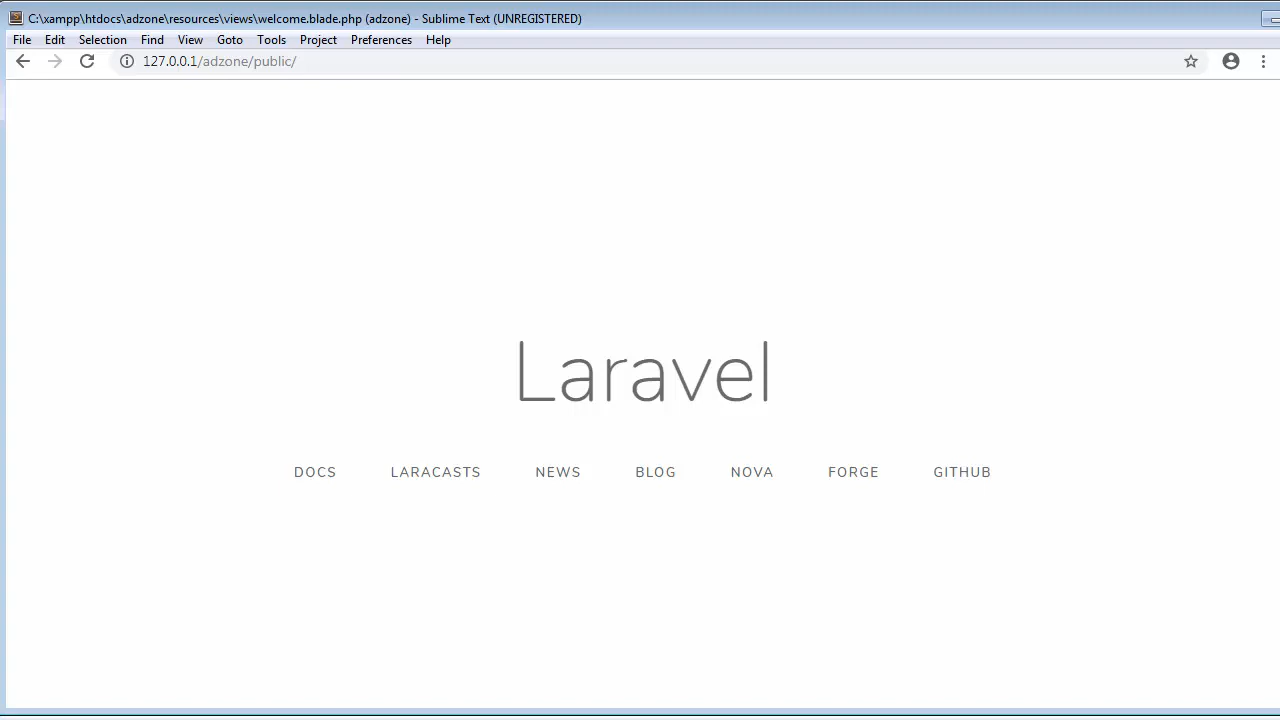 C:\xampp\htdocs\adzone\resources\views\welcome.blade.php (adzone) - Sublime Text (UNREGISTERED)
File Edit Selection Find View Goto Tools Project Preferences Help
127.0.0.1/adzone/public/
Laravel
DOCS LARACASTS NEWS BLOG NOVA FORGE GITHUB